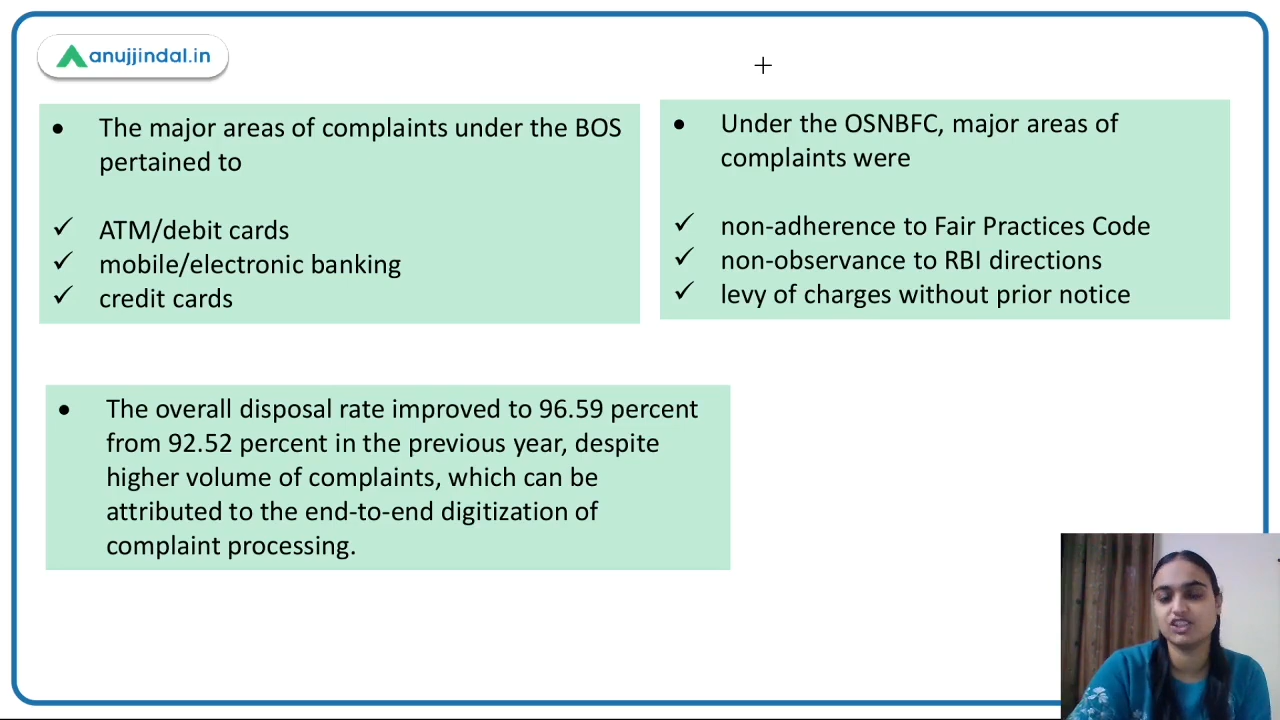 anujjindal.in
• The major areas of complaints under the BOS
pertained to
✓ ATM/debit cards
✓ mobile/electronic banking
✓ credit cards
• Under the OSNBFC, major areas of
complaints were
✓ non-adherence to Fair Practices Code
✓ non-observance to RBI directions
✓ levy of charges without prior notice
• The overall disposal rate improved to 96.59 percent
from 92.52 percent in the previous year, despite
higher volume of complaints, which can be
attributed to the end-to-end digitization of
complaint processing.